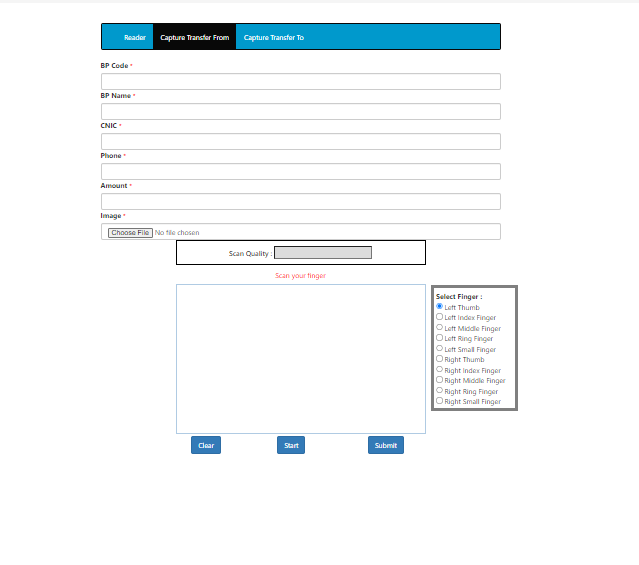 Reader Capture Transfer From Capture Transfer To
BP Code *
BP Name *
CNIC *
Phone *
Amount *
Image *
Choose File No file chosen
Scan Quality :
Scan your finger
Select Finger :
Left Thumb
Left Index Finger
Left Middle Finger
Left Ring Finger
Left Small Finger
Right Thumb
Right Index Finger
Right Middle Finger
Right Ring Finger
Right Small Finger
Clear Start Submit